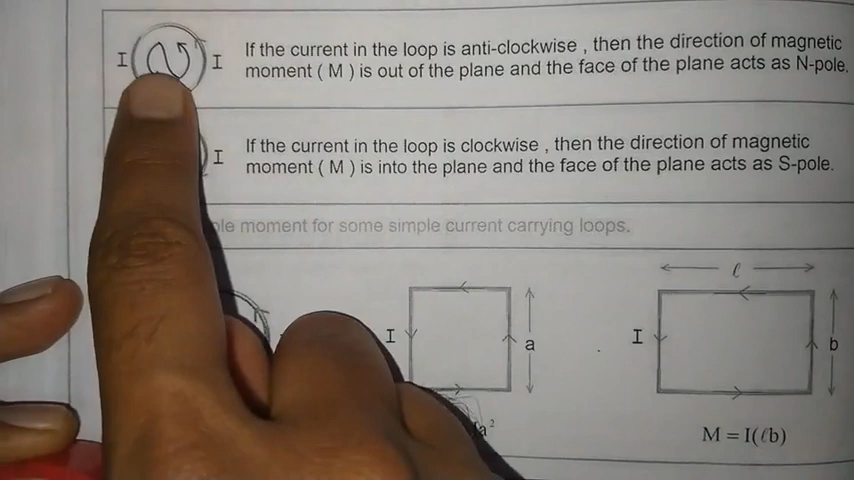 I I
If the current in the loop is anti-clockwise , then the direction of magnetic
moment ( M ) is out of the plane and the face of the plane acts as N-pole.
I
If the current in the loop is clockwise , then the direction of magnetic
moment ( M ) is into the plane and the face of the plane acts as S-pole.
moment for some simple current carrying loops.
ℓ
I a I b
a²
M = I(ℓb)